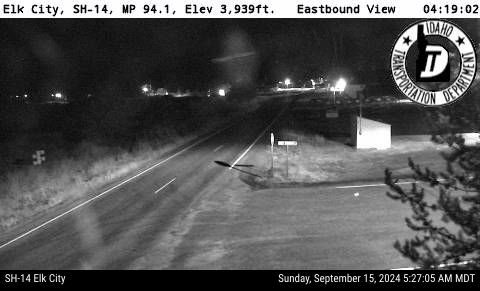 Elk City, SH-14, MP 94.1, Elev 3,939ft. Eastbound View 04:19:02
IDAHO
TRANSPORTATION DEPARTMENT
SH-14 Elk City Sunday, September 15, 2024 5:27:05 AM MDT